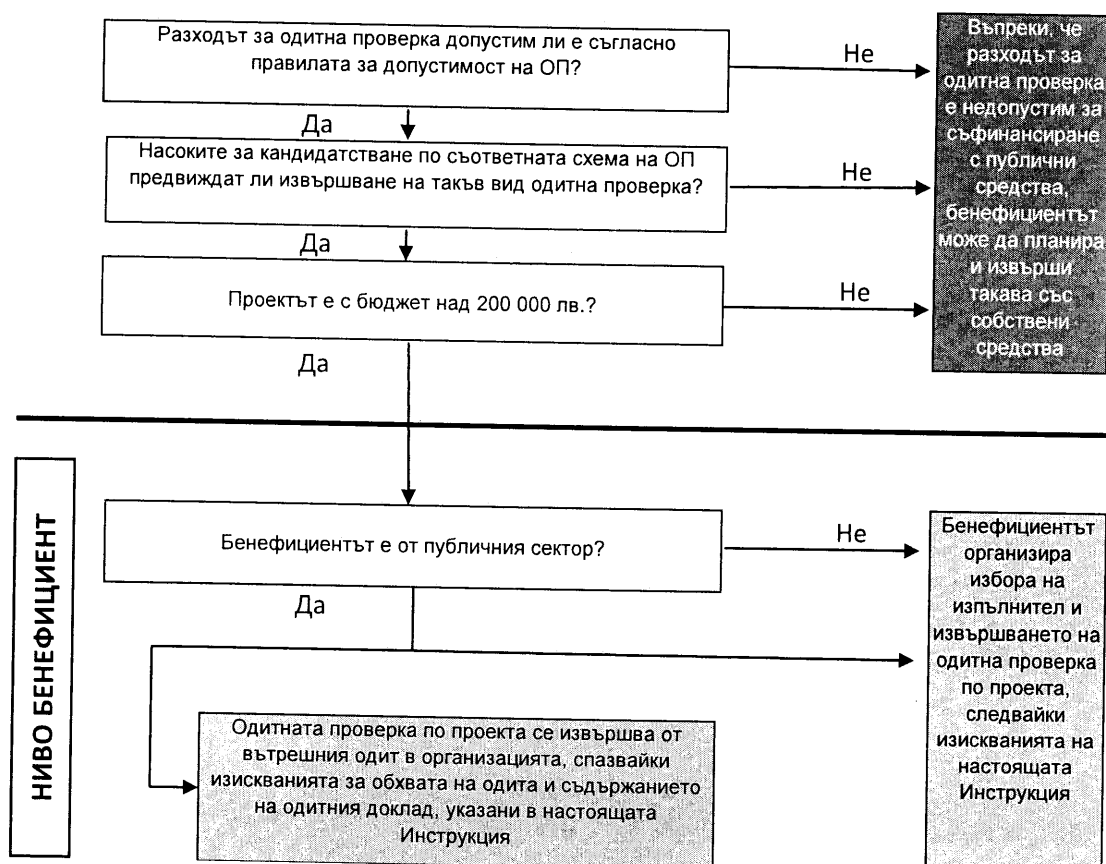 Разходът за одитна проверка допустим ли е съгласно
правилата за допустимост на ОП?
Не
Въпреки, че
разходът за
одитна проверка
е недопустим за
съфинансиране
с публични
средства,
бенефициентът
може да планира
и извърши
такава със
собствени
средства
Да
Насоките за кандидатстване по съответната схема на ОП
предвиждат ли извършване на такъв вид одитна проверка?
Не
Да
Проектът е с бюджет над 200 000 лв.?
Не
Да
НИВО БЕНЕФИЦИЕНТ
Бенефициентът е от публичния сектор?
Не
Бенефициентът
организира
избора на
изпълнител и
извършването на
одитна проверка
по проекта,
следвайки
изискванията на
настоящата
Инструкция
Да
Одитната проверка по проекта се извършва от
вътрешния одит в организацията, спазвайки
изискванията за обхвата на одита и съдържанието
на одитния доклад, указани в настоящата
Инструкция